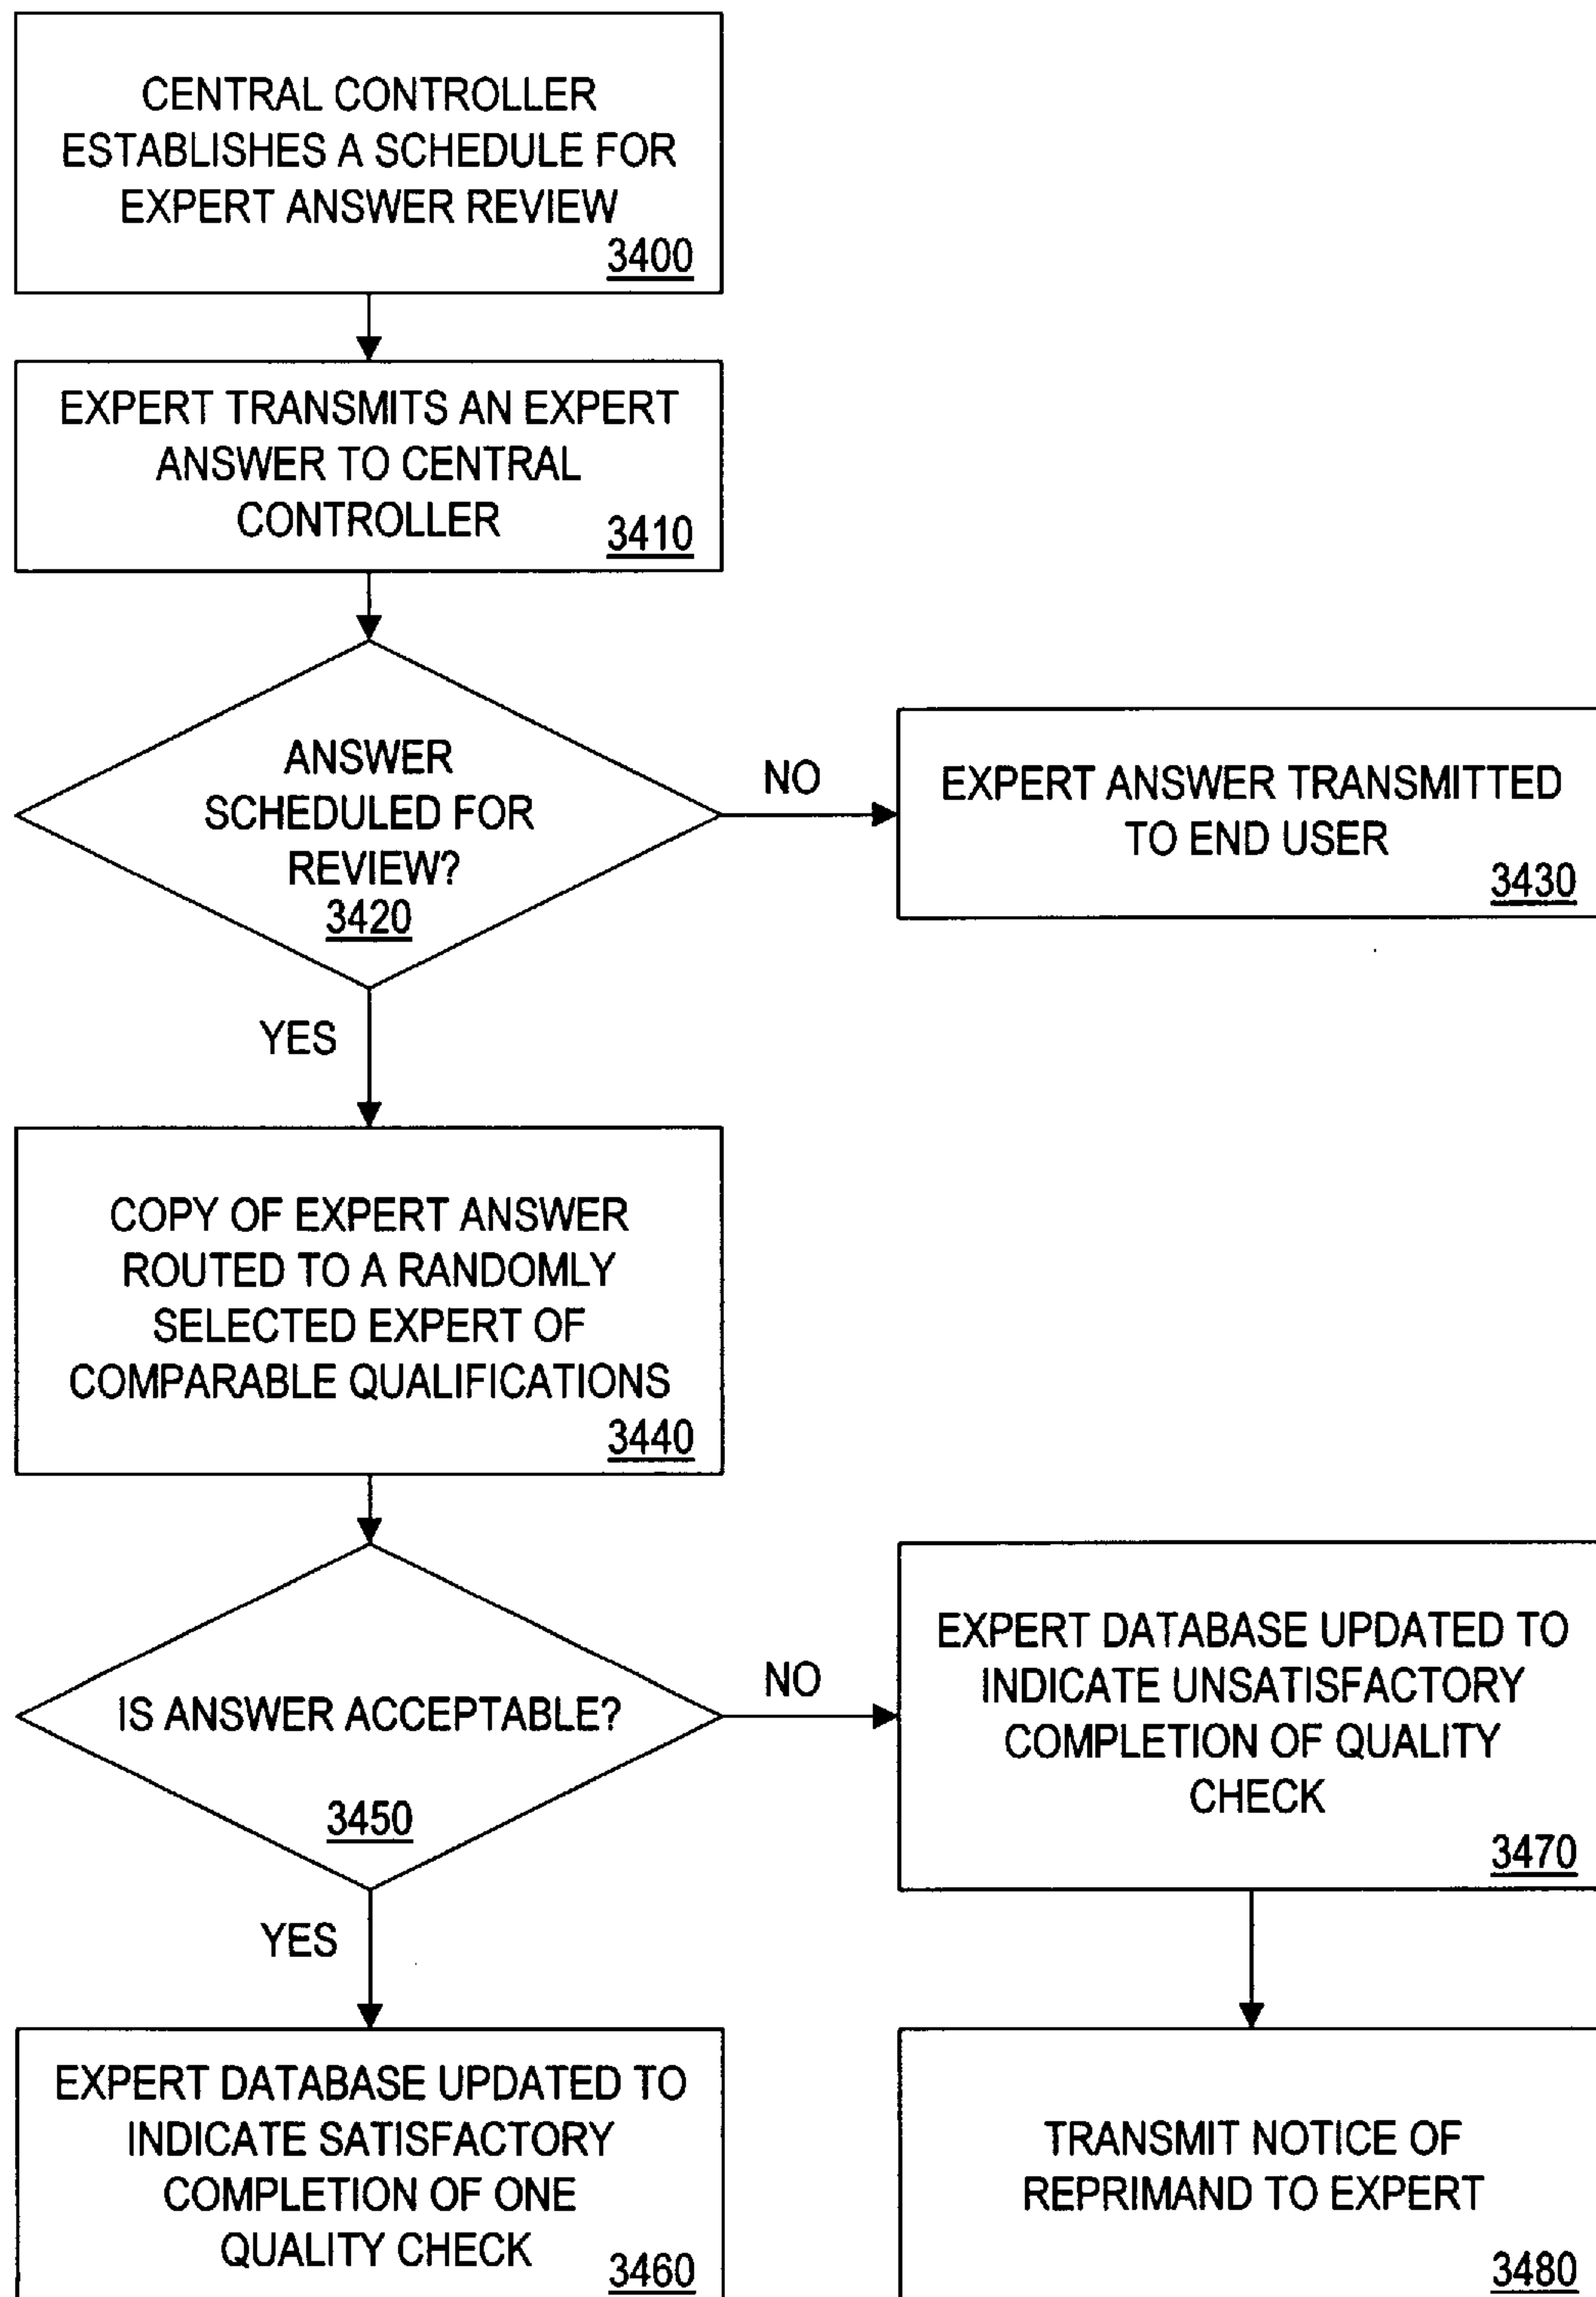 CENTRAL CONTROLLER
ESTABLISHES A SCHEDULE FOR
EXPERT ANSWER REVIEW
3400
EXPERT TRANSMITS AN EXPERT
ANSWER TO CENTRAL
CONTROLLER
3410
ANSWER
SCHEDULED FOR
REVIEW?
3420
NO
EXPERT ANSWER TRANSMITTED
TO END USER
3430
YES
COPY OF EXPERT ANSWER
ROUTED TO A RANDOMLY
SELECTED EXPERT OF
COMPARABLE QUALIFICATIONS
3440
IS ANSWER ACCEPTABLE?
3450
NO
EXPERT DATABASE UPDATED TO
INDICATE UNSATISFACTORY
COMPLETION OF QUALITY
CHECK
3470
YES
EXPERT DATABASE UPDATED TO
INDICATE SATISFACTORY
COMPLETION OF ONE
QUALITY CHECK
3460
TRANSMIT NOTICE OF
REPRIMAND TO EXPERT
3480